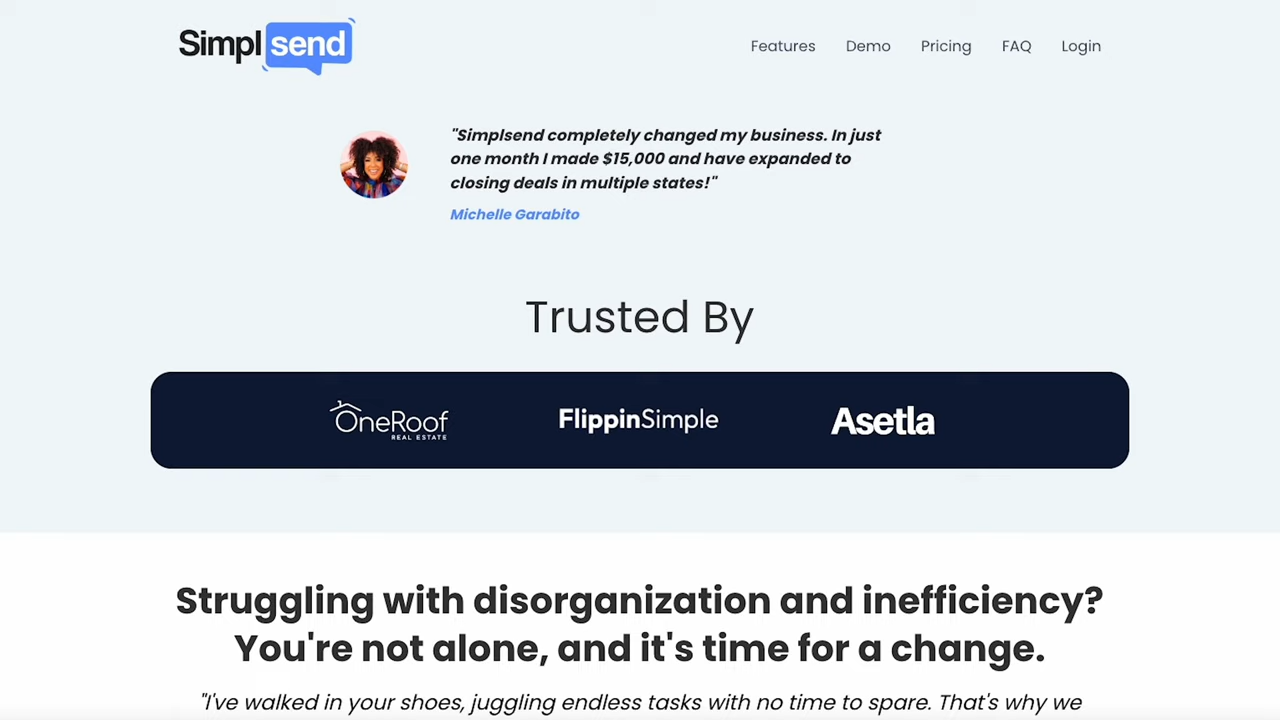 Simplsend
Features Demo Pricing FAQ Login
"Simplsend completely changed my business. In just
one month I made $15,000 and have expanded to
closing deals in multiple states!"
Michelle Garabito
Trusted By
OneRoof
REAL ESTATE
FlippinSimple
Asetla
Struggling with disorganization and inefficiency?
You're not alone, and it's time for a change.
"I've walked in your shoes, juggling endless tasks with no time to spare. That's why we